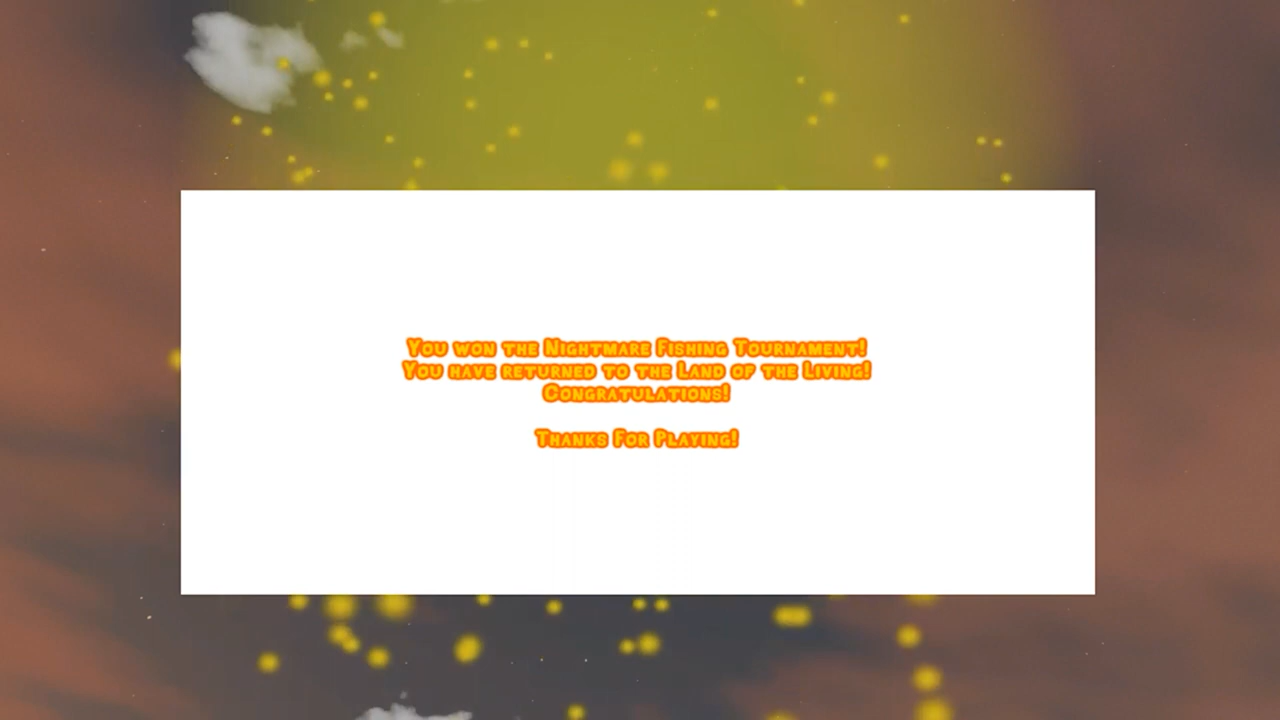 You won the Nightmare Fishing Tournament!
You have returned to the Land of the Living!
Congratulations!
Thanks For Playing!